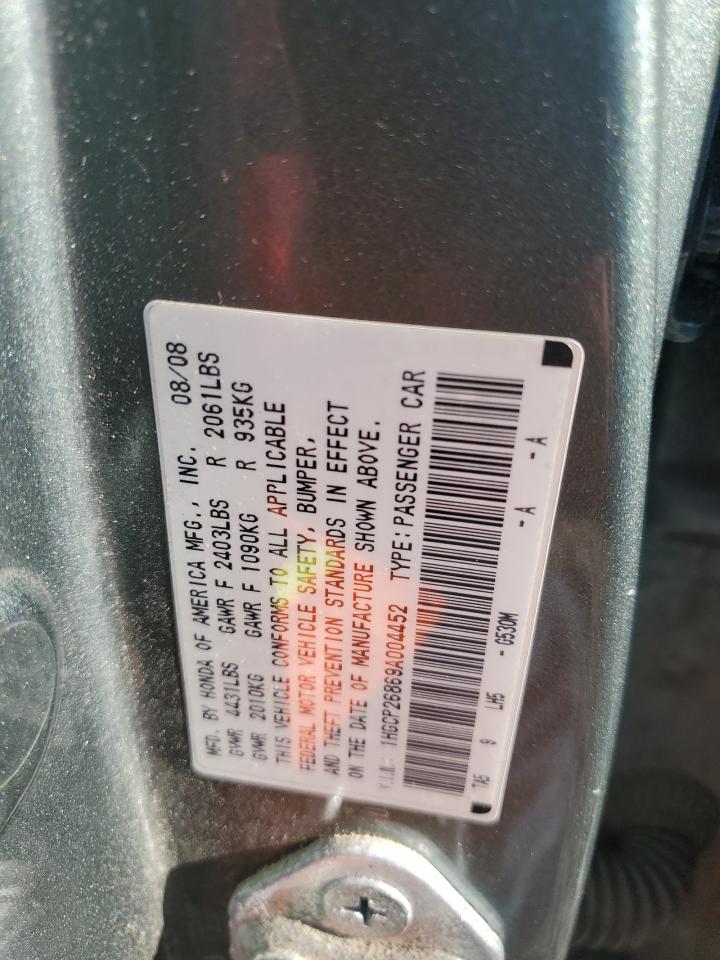 MFD. BY HONDA OF AMERICA MFG., INC. 08/08
GVWR 4431LBS GAWR F 2403LBS R 2061LBS
GVWR 2010KG GAWR F 1090KG R 935KG
THIS VEHICLE CONFORMS TO ALL APPLICABLE
FEDERAL MOTOR VEHICLE SAFETY, BUMPER,
AND THEFT PREVENTION STANDARDS IN EFFECT
ON THE DATE OF MANUFACTURE SHOWN ABOVE.
V.I.N.: 1HGCP26869A004452 TYPE:PASSENGER CAR
TA5 9 LH5 - G530M - A - A